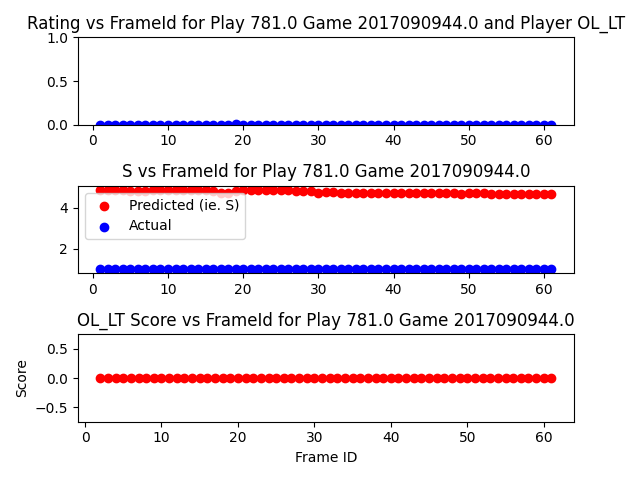 Rating vs FrameId for Play 781.0 Game 2017090944.0 and Player OL_LT
1.0
0.5
0.0
0 10 20 30 40 50 60
S vs FrameId for Play 781.0 Game 2017090944.0
4
2
Predicted (ie. S)
Actual
0 10 20 30 40 50 60
OL_LT Score vs FrameId for Play 781.0 Game 2017090944.0
Score
0.5
0.0
−0.5
0 10 20 30 40 50 60
Frame ID